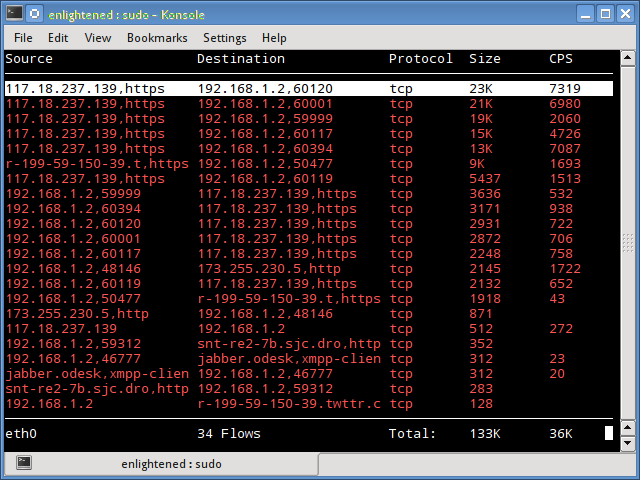 enlightened : sudo – Konsole
File Edit View Bookmarks Settings Help
Source Destination Protocol Size CPS
117.18.237.139,https 192.168.1.2,60120 tcp 23K 7319
117.18.237.139,https 192.168.1.2,60001 tcp 21K 6980
117.18.237.139,https 192.168.1.2,59999 tcp 19K 2060
117.18.237.139,https 192.168.1.2,60117 tcp 15K 4726
117.18.237.139,https 192.168.1.2,60394 tcp 13K 7087
r-199-59-150-39.t,https 192.168.1.2,50477 tcp 9K 1693
117.18.237.139,https 192.168.1.2,60119 tcp 5437 1513
192.168.1.2,59999 117.18.237.139,https tcp 3636 532
192.168.1.2,60394 117.18.237.139,https tcp 3171 938
192.168.1.2,60120 117.18.237.139,https tcp 2931 722
192.168.1.2,60001 117.18.237.139,https tcp 2872 706
192.168.1.2,60117 117.18.237.139,https tcp 2248 758
192.168.1.2,48146 173.255.230.5,http tcp 2145 1722
192.168.1.2,60119 117.18.237.139,https tcp 2132 652
192.168.1.2,50477 r-199-59-150-39.t,https tcp 1918 43
173.255.230.5,http 192.168.1.2,48146 tcp 871
117.18.237.139 192.168.1.2 tcp 512 272
192.168.1.2,59312 snt-re2-7b.sjc.dro,http tcp 352
192.168.1.2,46777 jabber.odesk,xmpp-clien tcp 312 23
jabber.odesk,xmpp-clien 192.168.1.2,46777 tcp 312 20
snt-re2-7b.sjc.dro,http 192.168.1.2,59312 tcp 283
192.168.1.2 r-199-59-150-39.twttr.c tcp 128
eth0 34 Flows Total: 133K 36K
enlightened : sudo